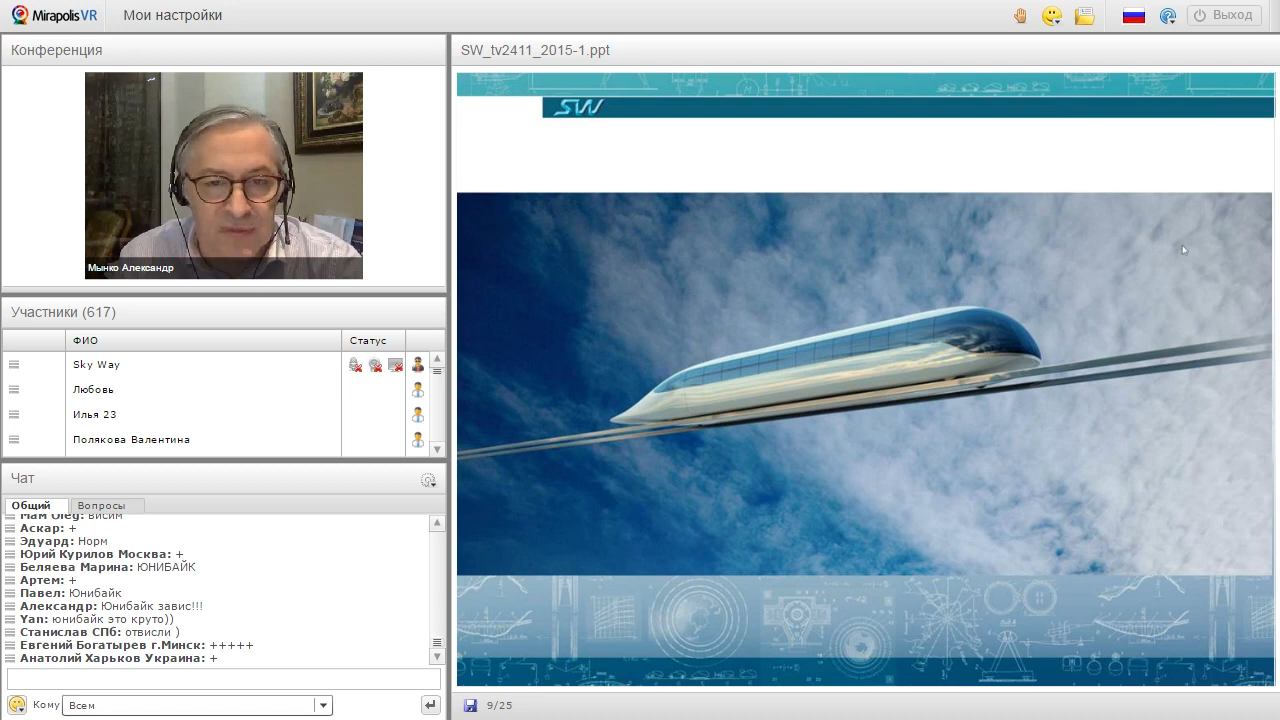 MirapolisVR
Мои настройки
Выход
Конференция
Мынко Александр
Участники (617)
ФИО
Статус
Sky Way
Любовь
Илья 23
Полякова Валентина
Чат
Общий
Вопросы
Мам Oleg: висим
Аскар: +
Эдуард: Норм
Юрий Курилов Москва: +
Беляева Марина: ЮНИБАЙК
Артем: +
Павел: Юнибайк
Александр: Юнибайк завис!!!
Yan: юнибайк это круто))
Станислав СПб: отвисли )
Евгений Богатырев г.Минск: +++++
Анатолий Харьков Украина: +
Кому
Всем
SW_tv2411_2015-1.ppt
SW
9/25